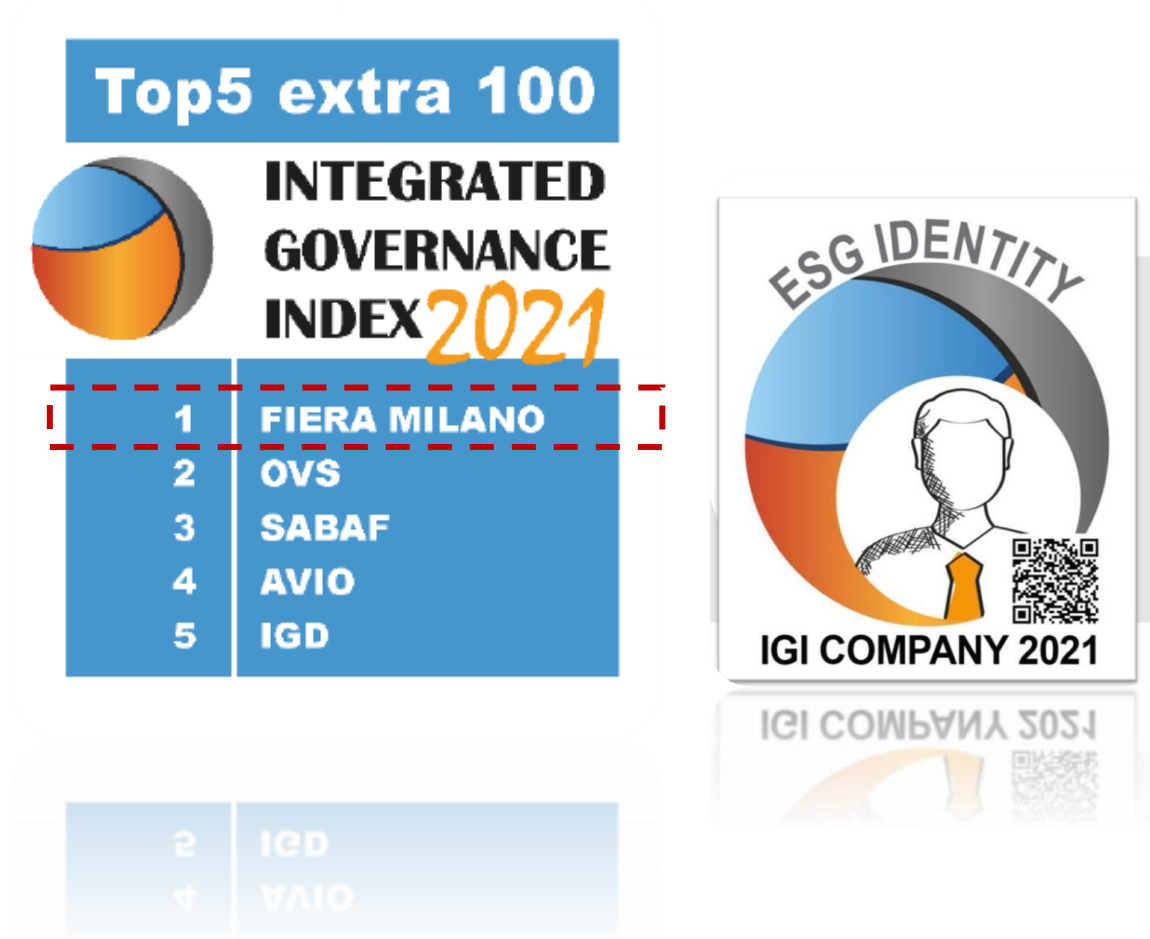 Top5 extra 100
INTEGRATED
GOVERNANCE
INDEX 2021
1 FIERA MILANO
2 OVS
3 SABAF
4 AVIO
5 IGD
ESG IDENTITY
IGI COMPANY 2021